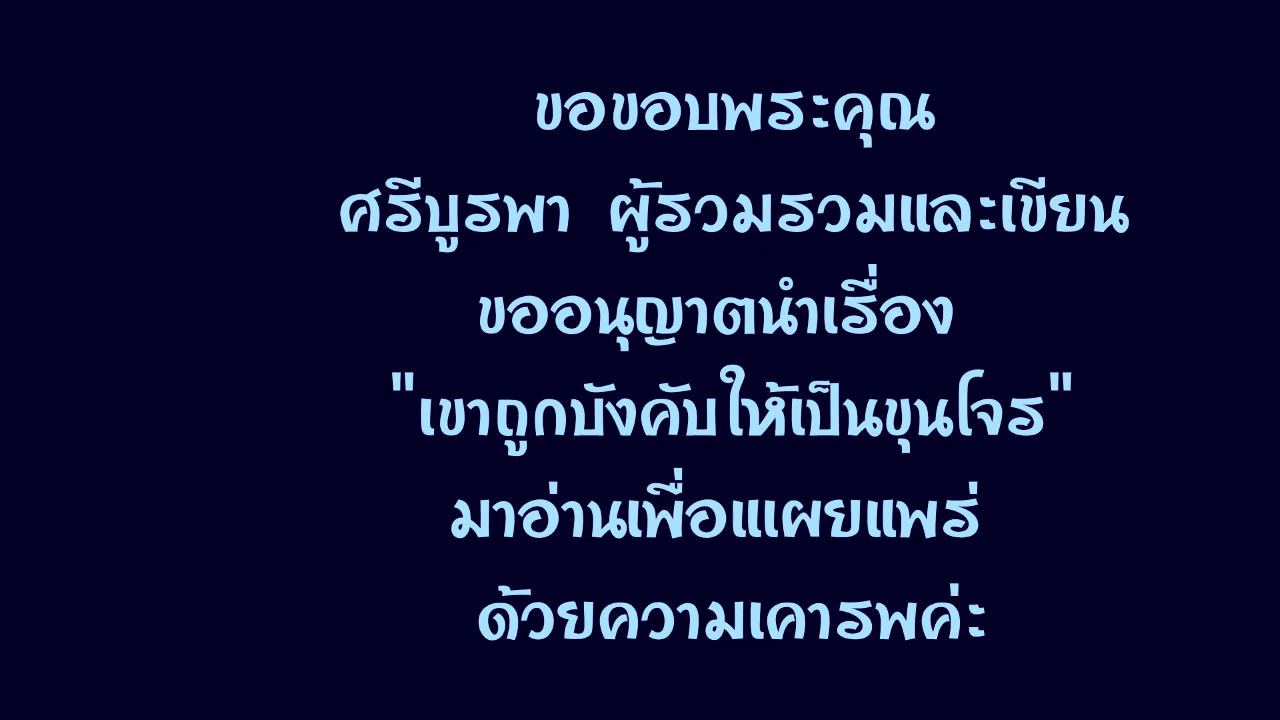 ขอขอบพระคุณ
ศรีบูรพา ผู้รวมรวมและเขียน
ขออนุญาตนำเรื่อง
"เขาถูกบังคับให้เป็นขุนโจร"
มาอ่านเพื่อแเผยแพร่
ด้วยความเคารพค่ะ